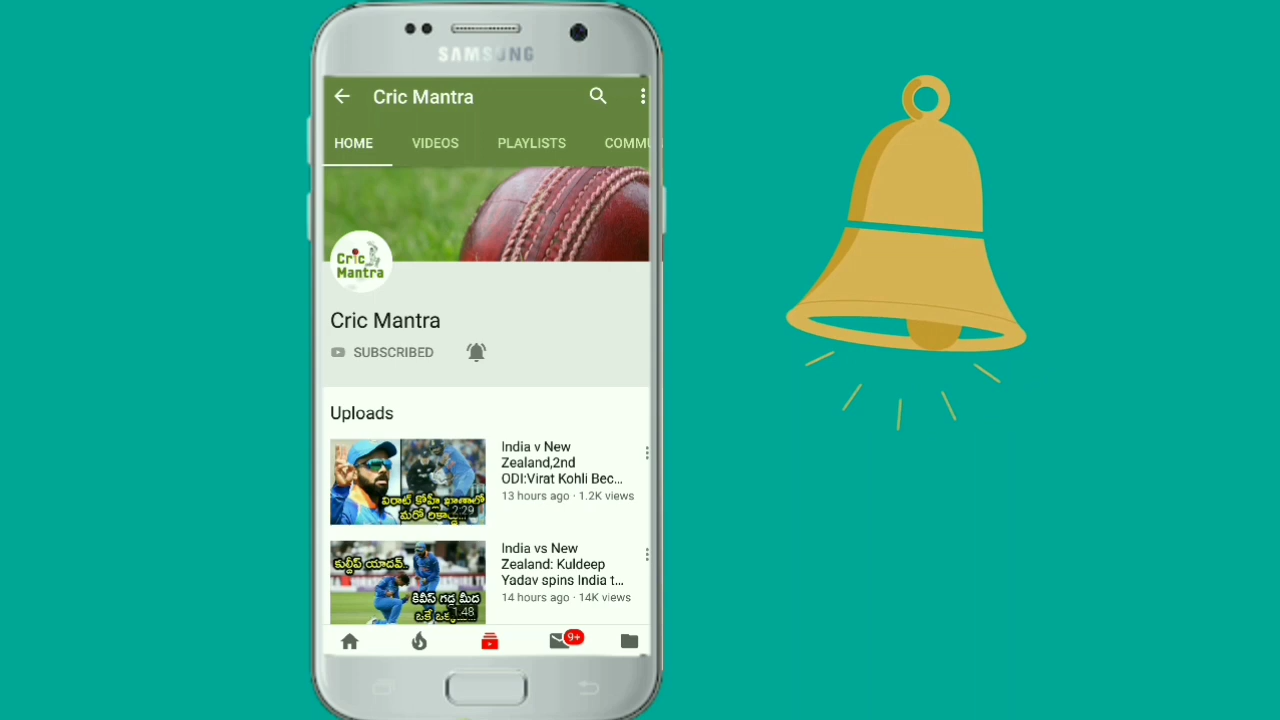 SAMSUNG
Cric Mantra
HOME VIDEOS PLAYLISTS COMMU
Cric
Mantra
Cric Mantra
SUBSCRIBED
Uploads
India v New
Zealand,2nd
ODI:Virat Kohli Bec...
13 hours ago · 1.2K views
విరాట్ కోహ్లీ ఖాతాలో
మరో రికార్డు..
2:29
India vs New
Zealand: Kuldeep
Yadav spins India t...
14 hours ago · 14K views
కుల్దీప్ యాదవ్..
కివీస్ గడ్డ మీద
1:48
9+